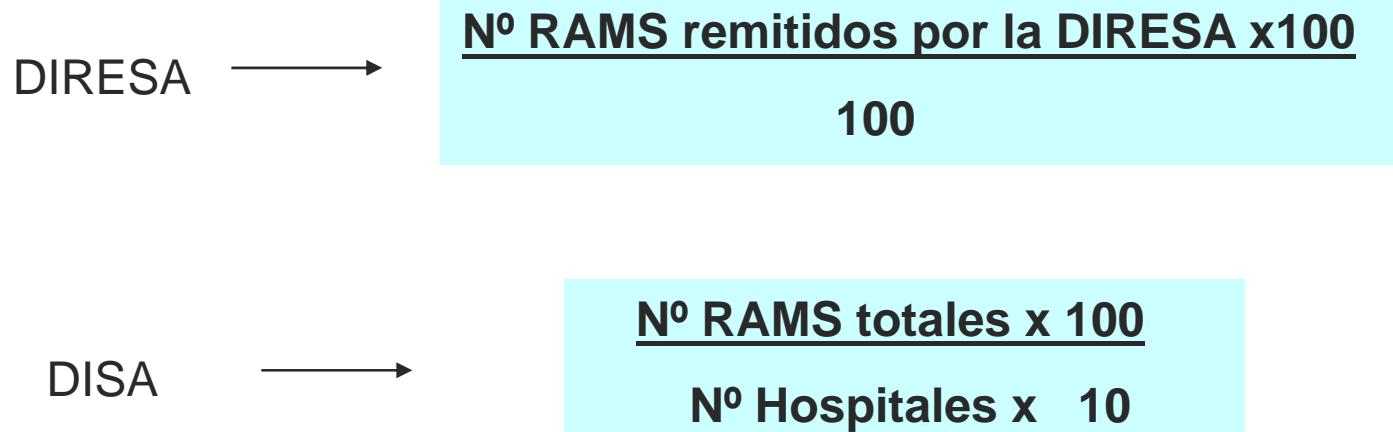 Nº RAMS remitidos por la DIRESA x100
DIRESA
100
Nº RAMS totales x 100
DISA
Nº Hospitales x 10